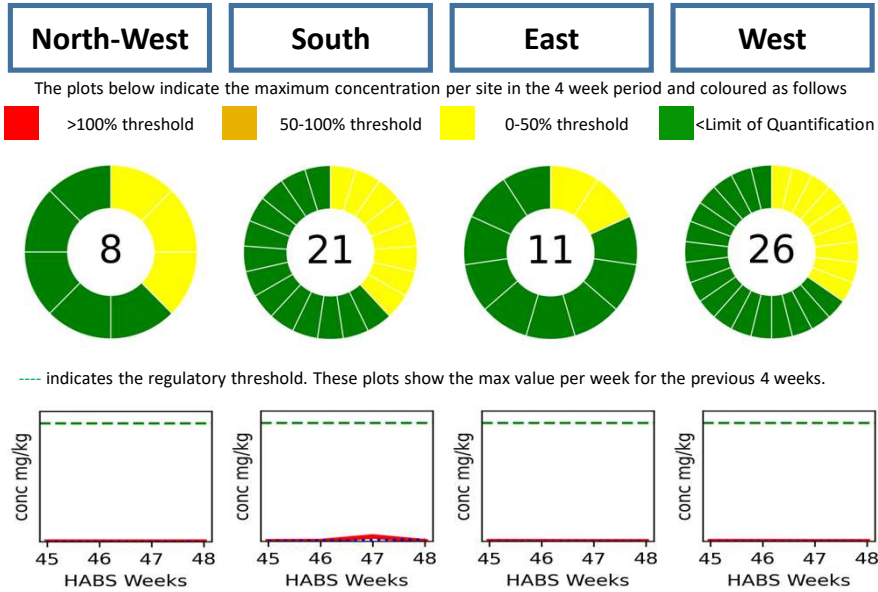 North-West South East West
The plots below indicate the maximum concentration per site in the 4 week period and coloured as follows
>100% threshold 50-100% threshold 0-50% threshold <Limit of Quantification
8 21 11 26
---- indicates the regulatory threshold. These plots show the max value per week for the previous 4 weeks.
conc mg/kg conc mg/kg conc mg/kg conc mg/kg
45 46 47 48 45 46 47 48 45 46 47 48 45 46 47 48
HABS Weeks HABS Weeks HABS Weeks HABS Weeks